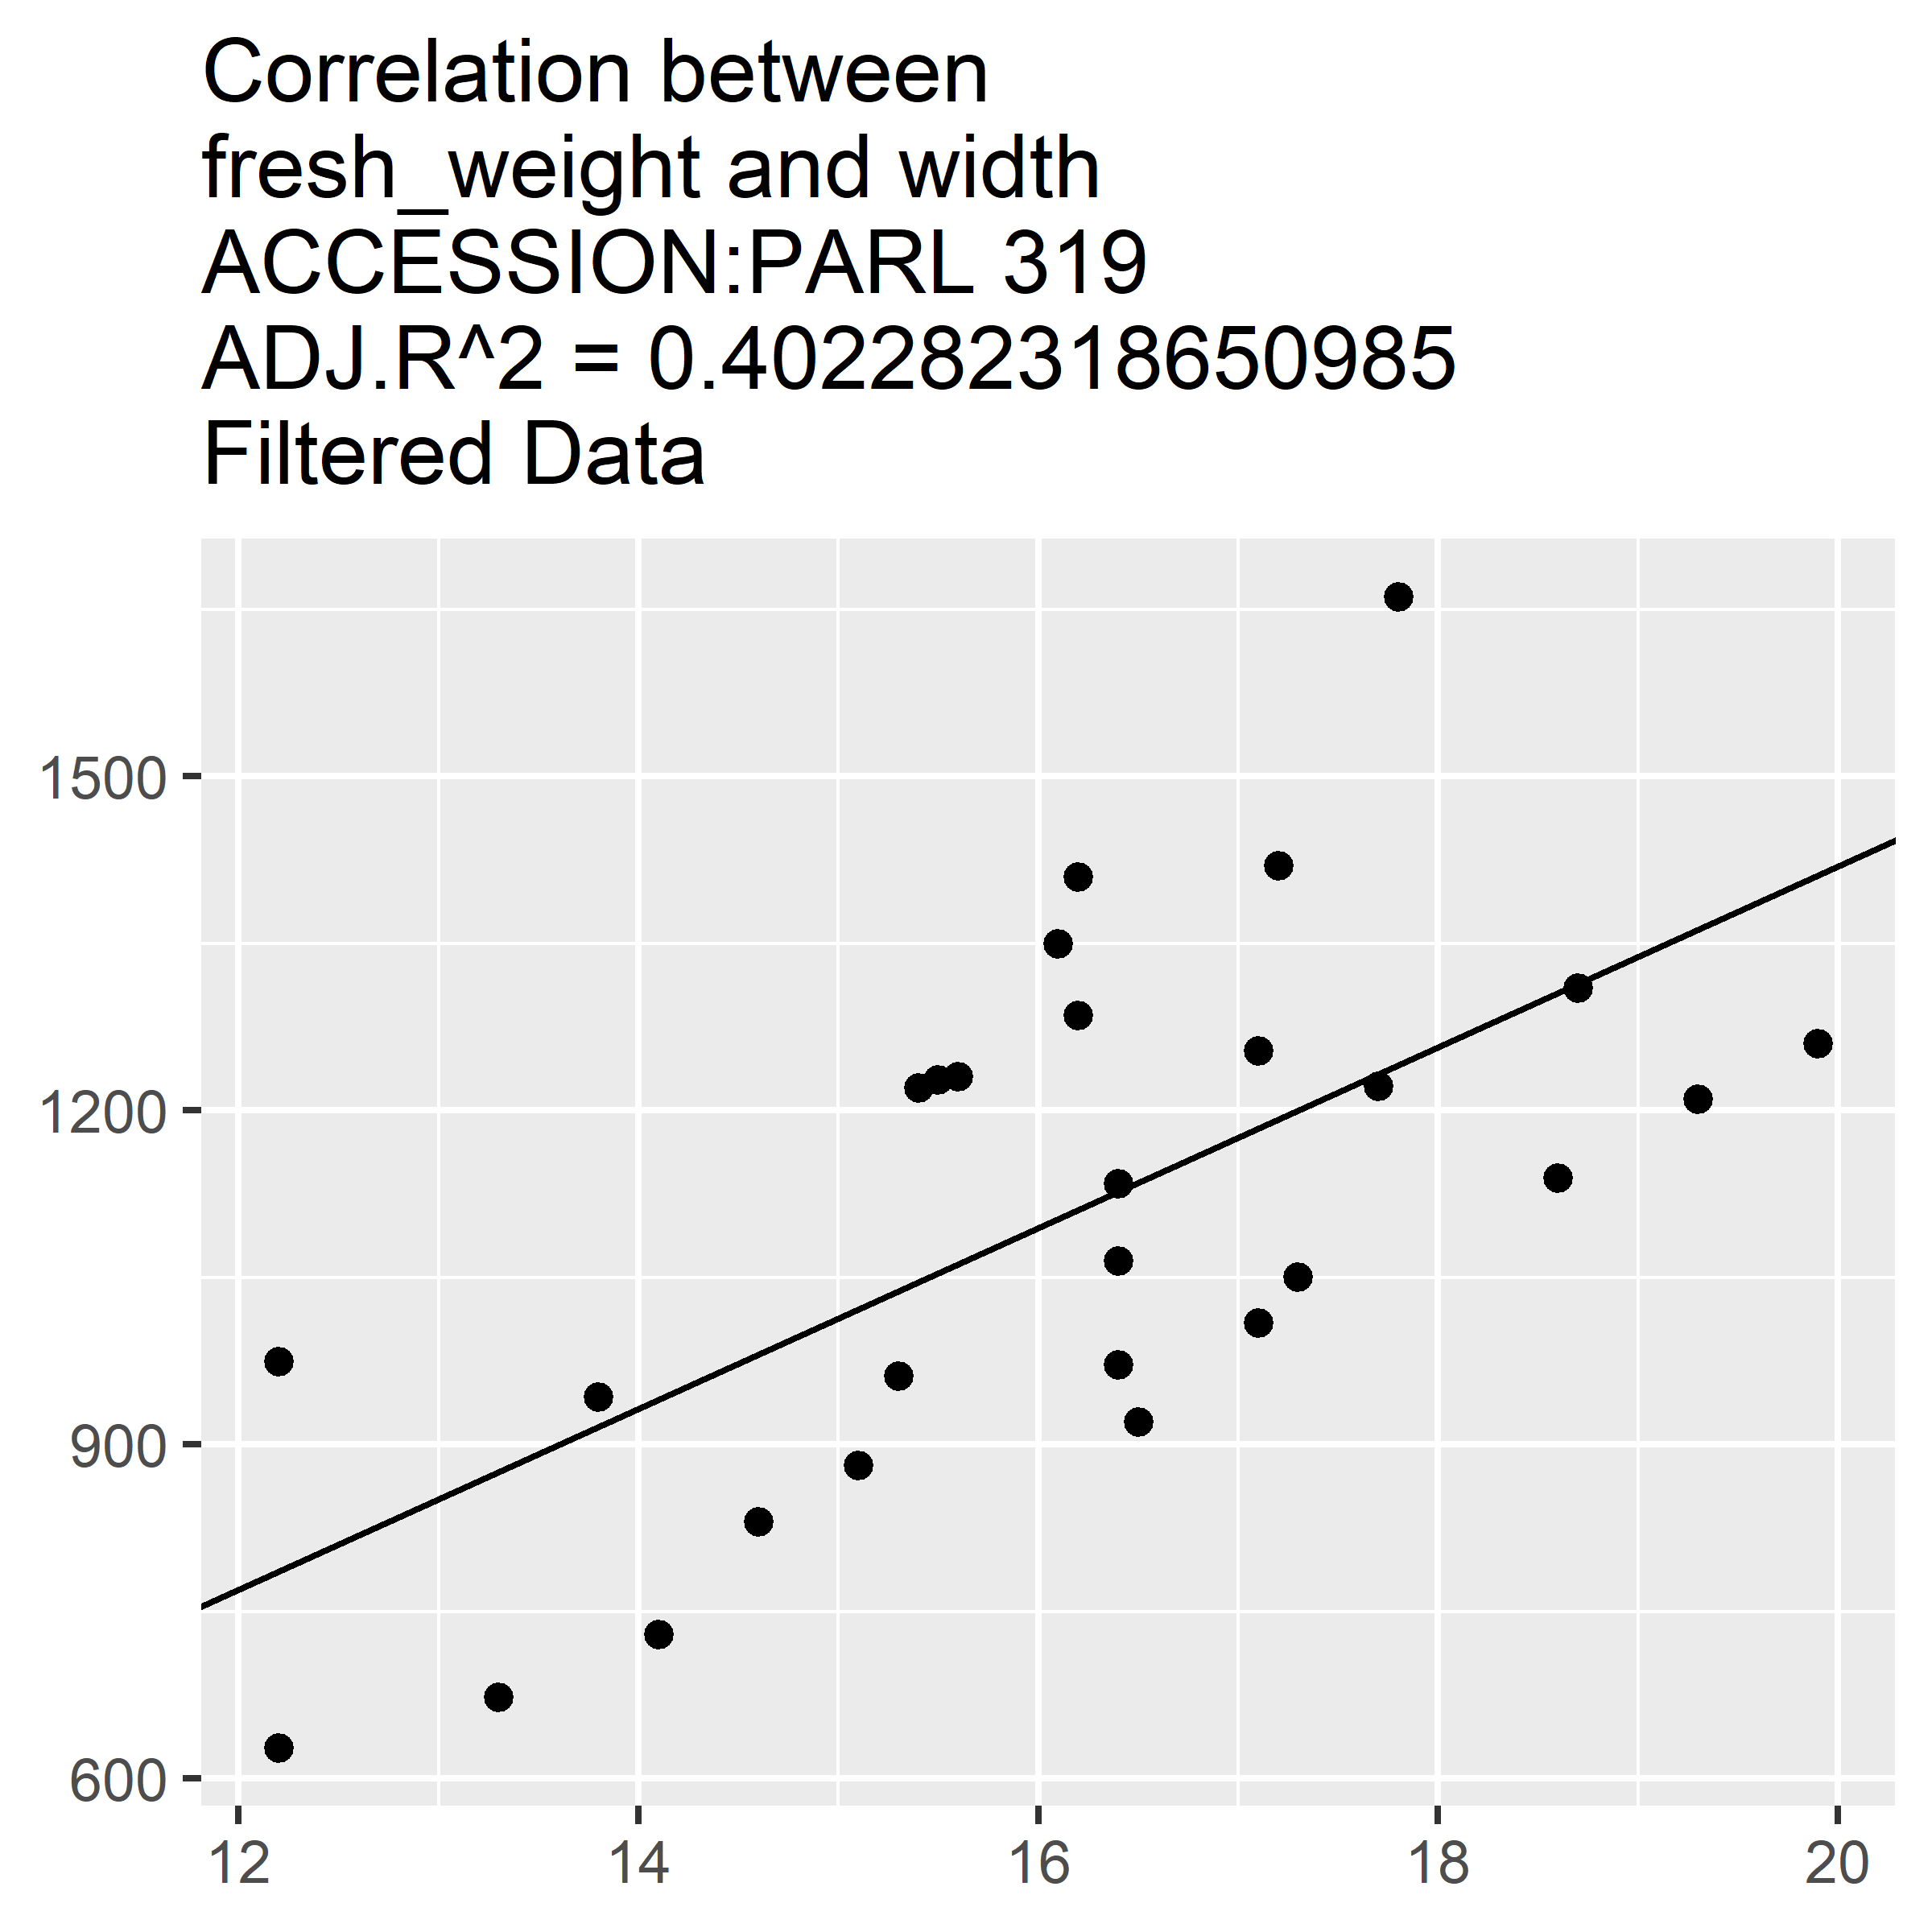 Correlation between
fresh_weight and width
ACCESSION:PARL 319
ADJ.R^2 = 0.402282318650985
Filtered Data
1500
1200
900
600
12 14 16 18 20